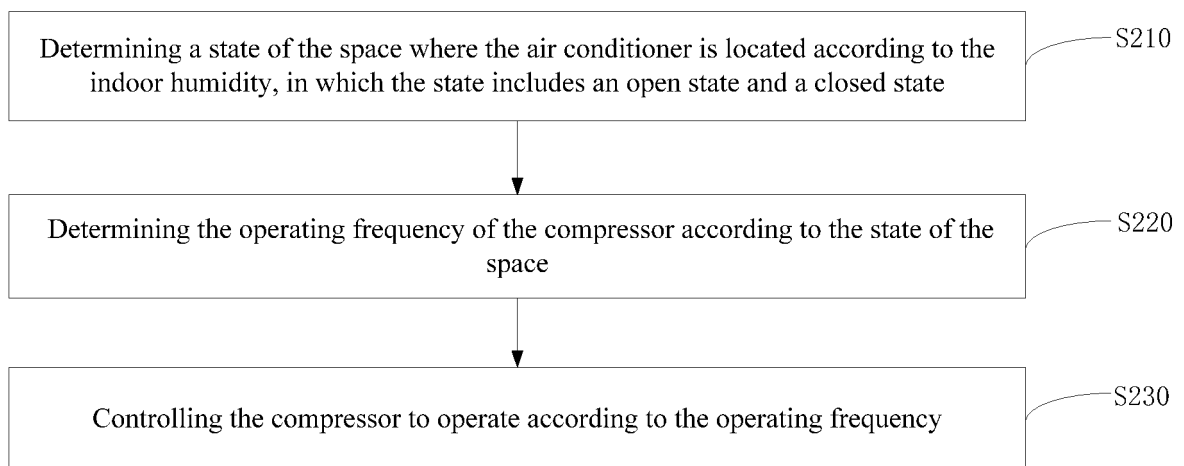 Determining a state of the space where the air conditioner is located according to the
indoor humidity, in which the state includes an open state and a closed state
S210
Determining the operating frequency of the compressor according to the state of the
space
S220
Controlling the compressor to operate according to the operating frequency
S230